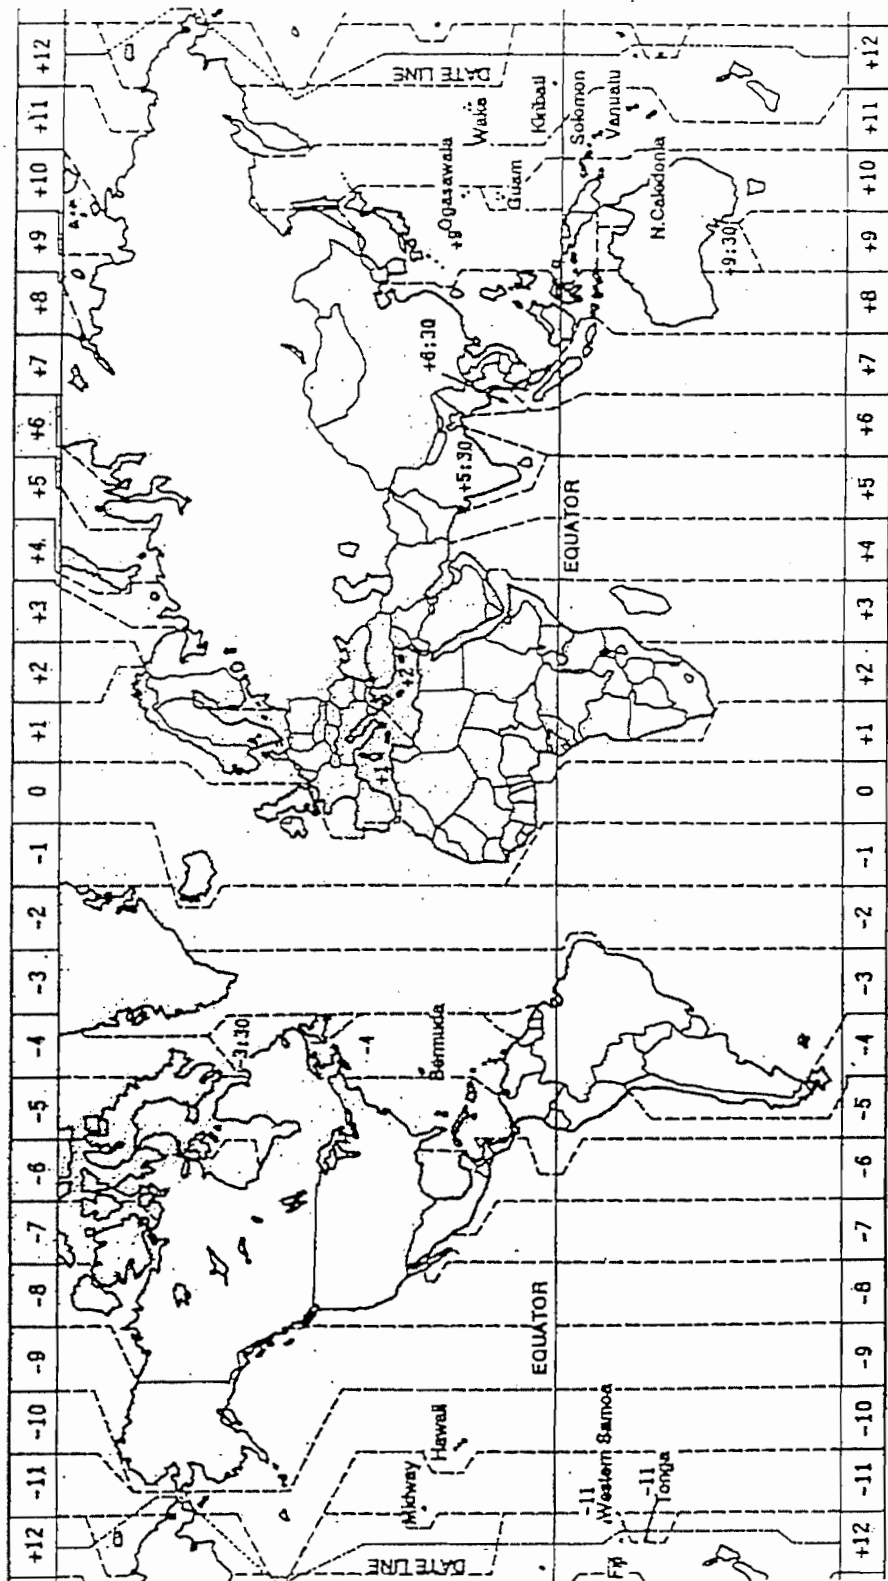 +12 -11 -10 -9 -8 -7 -6 -5 -4 -3 -2 -1 0 +1 +2 +3 +4 +5 +6 +7 +8 +9 +10 +11 +12
-3:30
-4
+1
+2
DATE LINE
Midway
Hawaii
Bermuda
+5:30
+6:30
+9
Ogasawala
Guam
Waka
DATE LINE
EQUATOR
EQUATOR
-11
Western Samoa
-11
Tonga
Solomon
Vanuatu
N.Caledonia
+9:30
+12 -11 -10 -9 -8 -7 -6 -5 -4 -3 -2 -1 0 +1 +2 +3 +4 +5 +6 +7 +8 +9 +10 +11 +12